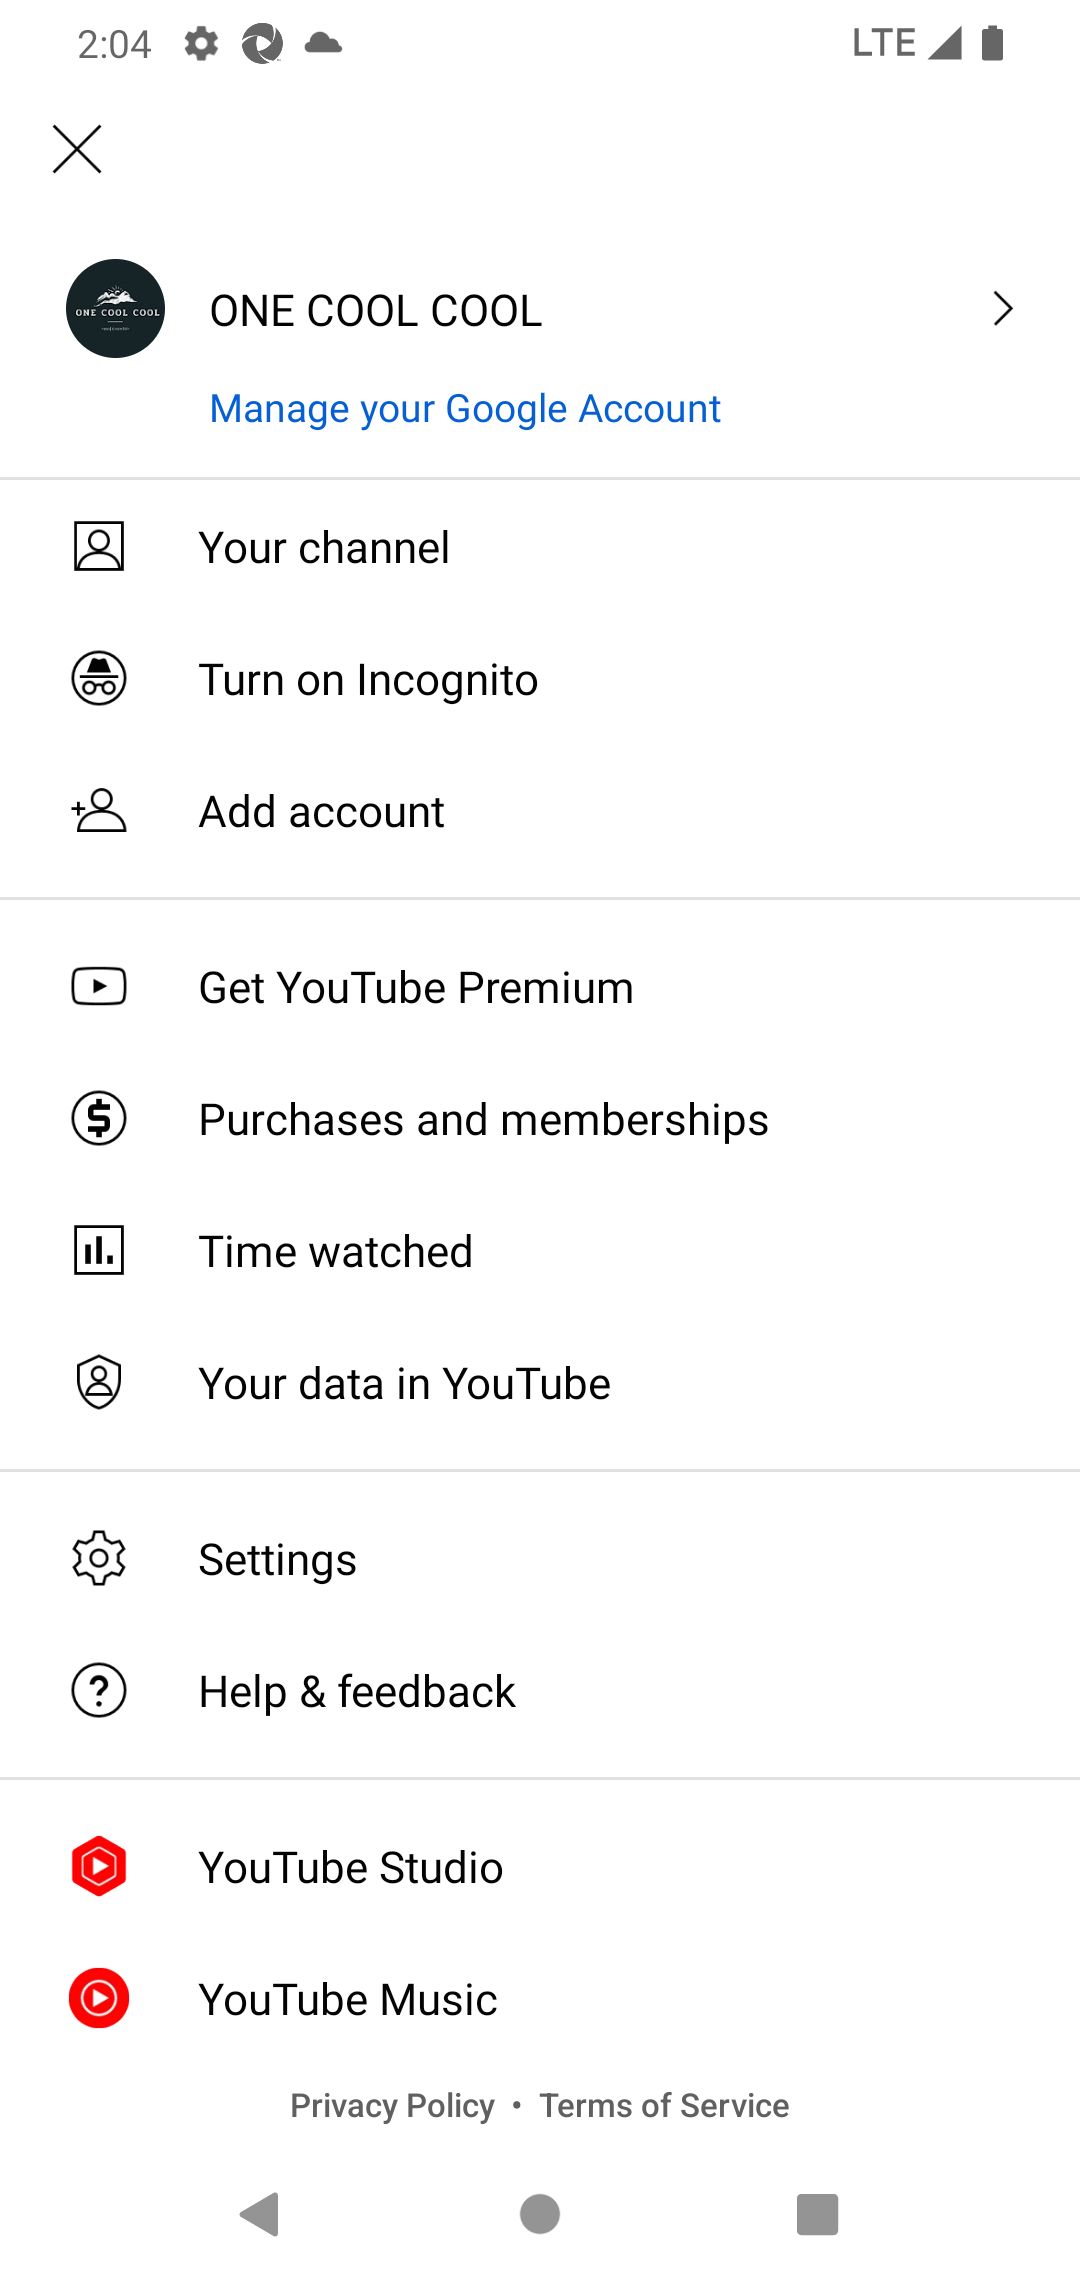 2:04
LTE
ONE COOL COOL
ONE COOL COOL
Manage your Google Account
Your channel
Turn on Incognito
Add account
Get YouTube Premium
Purchases and memberships
Time watched
Your data in YouTube
Settings
Help & feedback
YouTube Studio
YouTube Music
Privacy Policy • Terms of Service